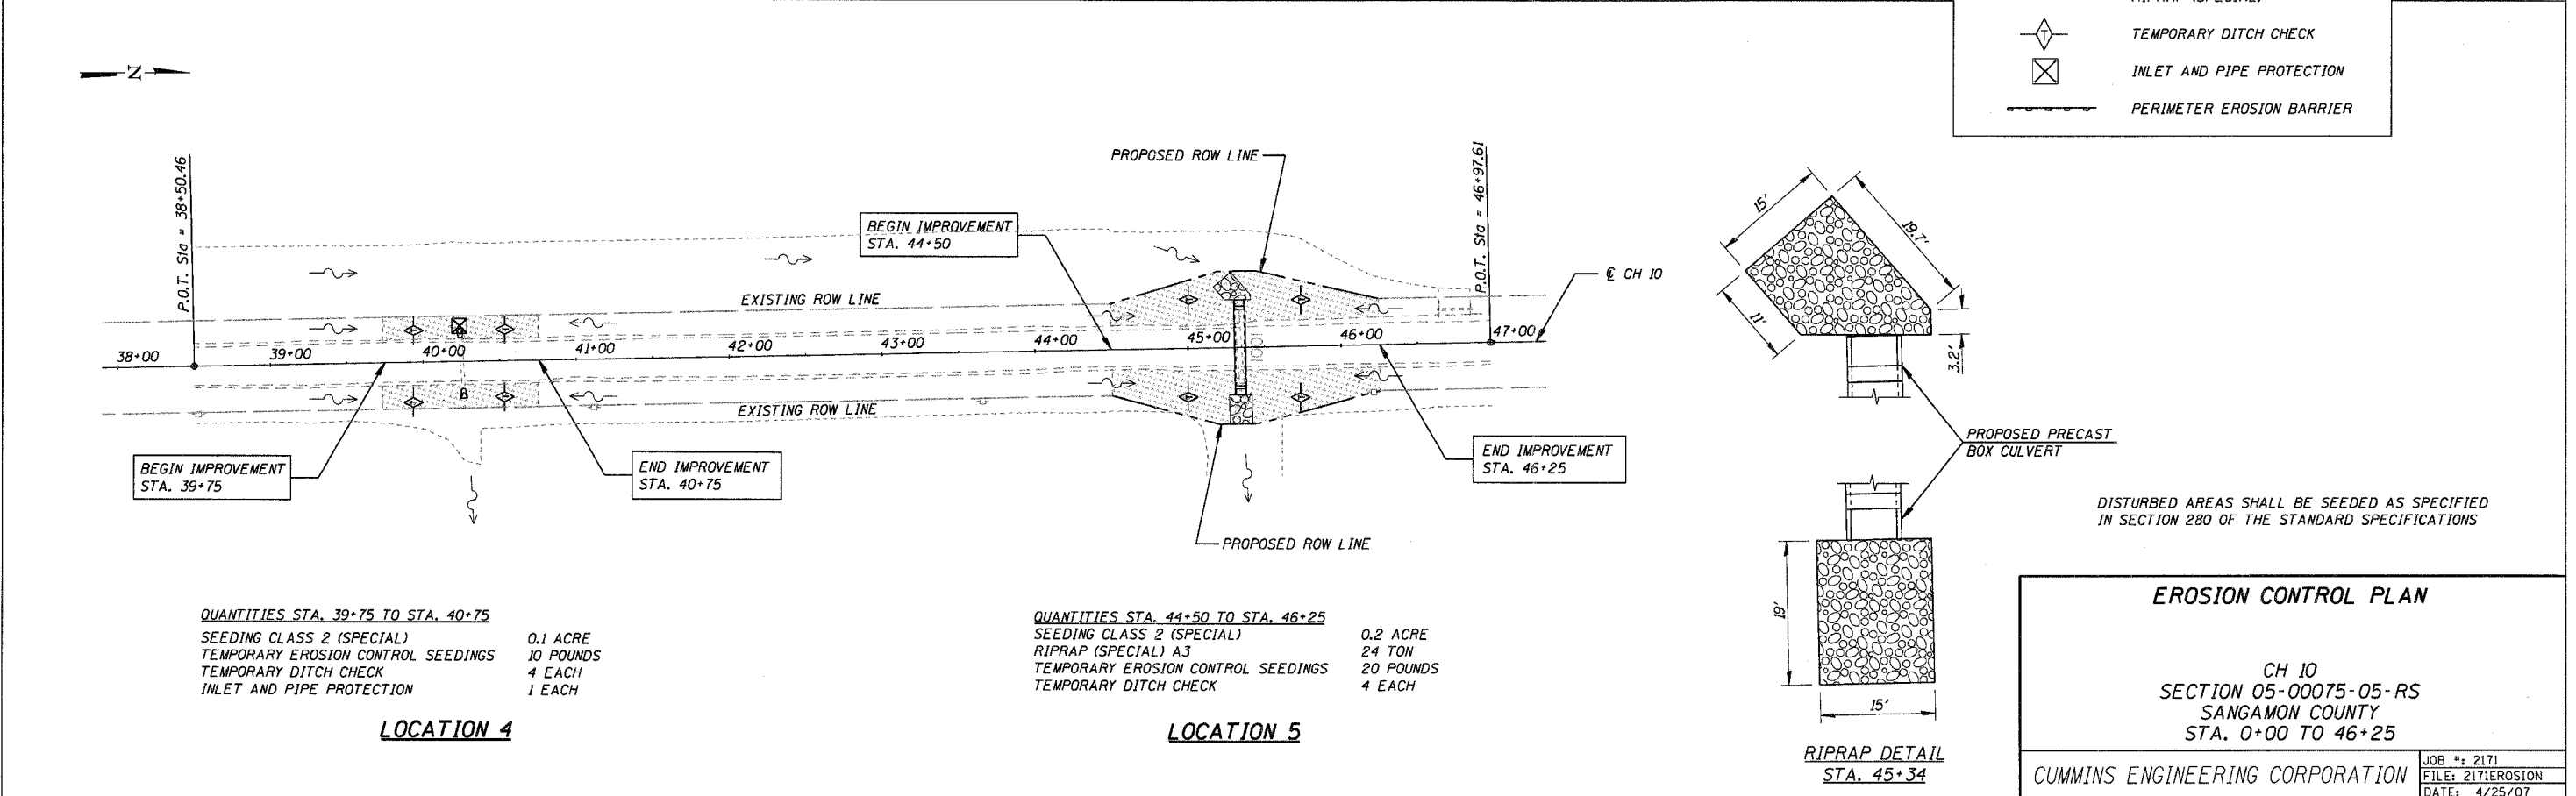 RIPRAP (SPECIAL)
TEMPORARY DITCH CHECK
INLET AND PIPE PROTECTION
PERIMETER EROSION BARRIER
T
N
P.O.T. Sta = 38+50.46
PROPOSED ROW LINE
P.O.T. Sta = 46+97.61
BEGIN IMPROVEMENT
STA. 44+50
℄ CH 10
EXISTING ROW LINE
38+00
39+00
40+00
41+00
42+00
43+00
44+00
45+00
46+00
47+00
EXISTING ROW LINE
BEGIN IMPROVEMENT
STA. 39+75
END IMPROVEMENT
STA. 40+75
END IMPROVEMENT
STA. 46+25
PROPOSED ROW LINE
15'
19.7'
11'
3.2'
PROPOSED PRECAST
BOX CULVERT
19'
15'
RIPRAP DETAIL
STA. 45+34
DISTURBED AREAS SHALL BE SEEDED AS SPECIFIED
IN SECTION 280 OF THE STANDARD SPECIFICATIONS
QUANTITIES STA. 39+75 TO STA. 40+75
SEEDING CLASS 2 (SPECIAL) 0.1 ACRE
TEMPORARY EROSION CONTROL SEEDINGS 10 POUNDS
TEMPORARY DITCH CHECK 4 EACH
INLET AND PIPE PROTECTION 1 EACH
LOCATION 4
QUANTITIES STA. 44+50 TO STA. 46+25
SEEDING CLASS 2 (SPECIAL) 0.2 ACRE
RIPRAP (SPECIAL) A3 24 TON
TEMPORARY EROSION CONTROL SEEDINGS 20 POUNDS
TEMPORARY DITCH CHECK 4 EACH
LOCATION 5
EROSION CONTROL PLAN
CH 10
SECTION 05-00075-05-RS
SANGAMON COUNTY
STA. 0+00 TO 46+25
CUMMINS ENGINEERING CORPORATION
JOB #: 2171
FILE: 2171EROSION
DATE: 4/25/07